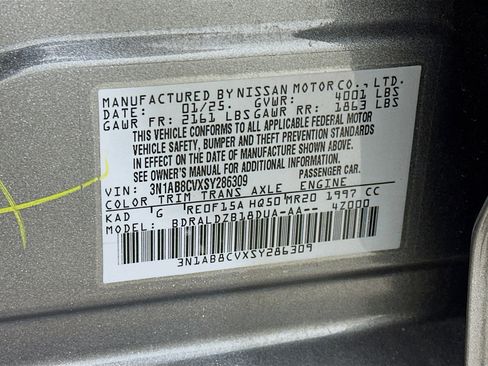 MANUFACTURED BY NISSAN MOTOR CO., LTD.
DATE: 01/25. GVWR: 4001 LBS
GAWR FR: 2161 LBS GAWR RR: 1863 LBS
THIS VEHICLE CONFORMS TO ALL APPLICABLE FEDERAL MOTOR
VEHICLE SAFETY, BUMPER AND THEFT PREVENTION STANDARDS
IN EFFECT ON THE DATE OF MANUFACTURE SHOWN ABOVE.
SEE OWNER'S MANUAL FOR ADDITIONAL INFORMATION.
VIN: 3N1AB8CVXSY286309 PASSENGER CAR.
COLOR TRIM TRANS AXLE ENGINE
KAD G RE0F15A HQ50 MR20 1997 CC
MODEL: BDRALDZB18DUA-AA-- 4Z000
3N1AB8CVXSY286309